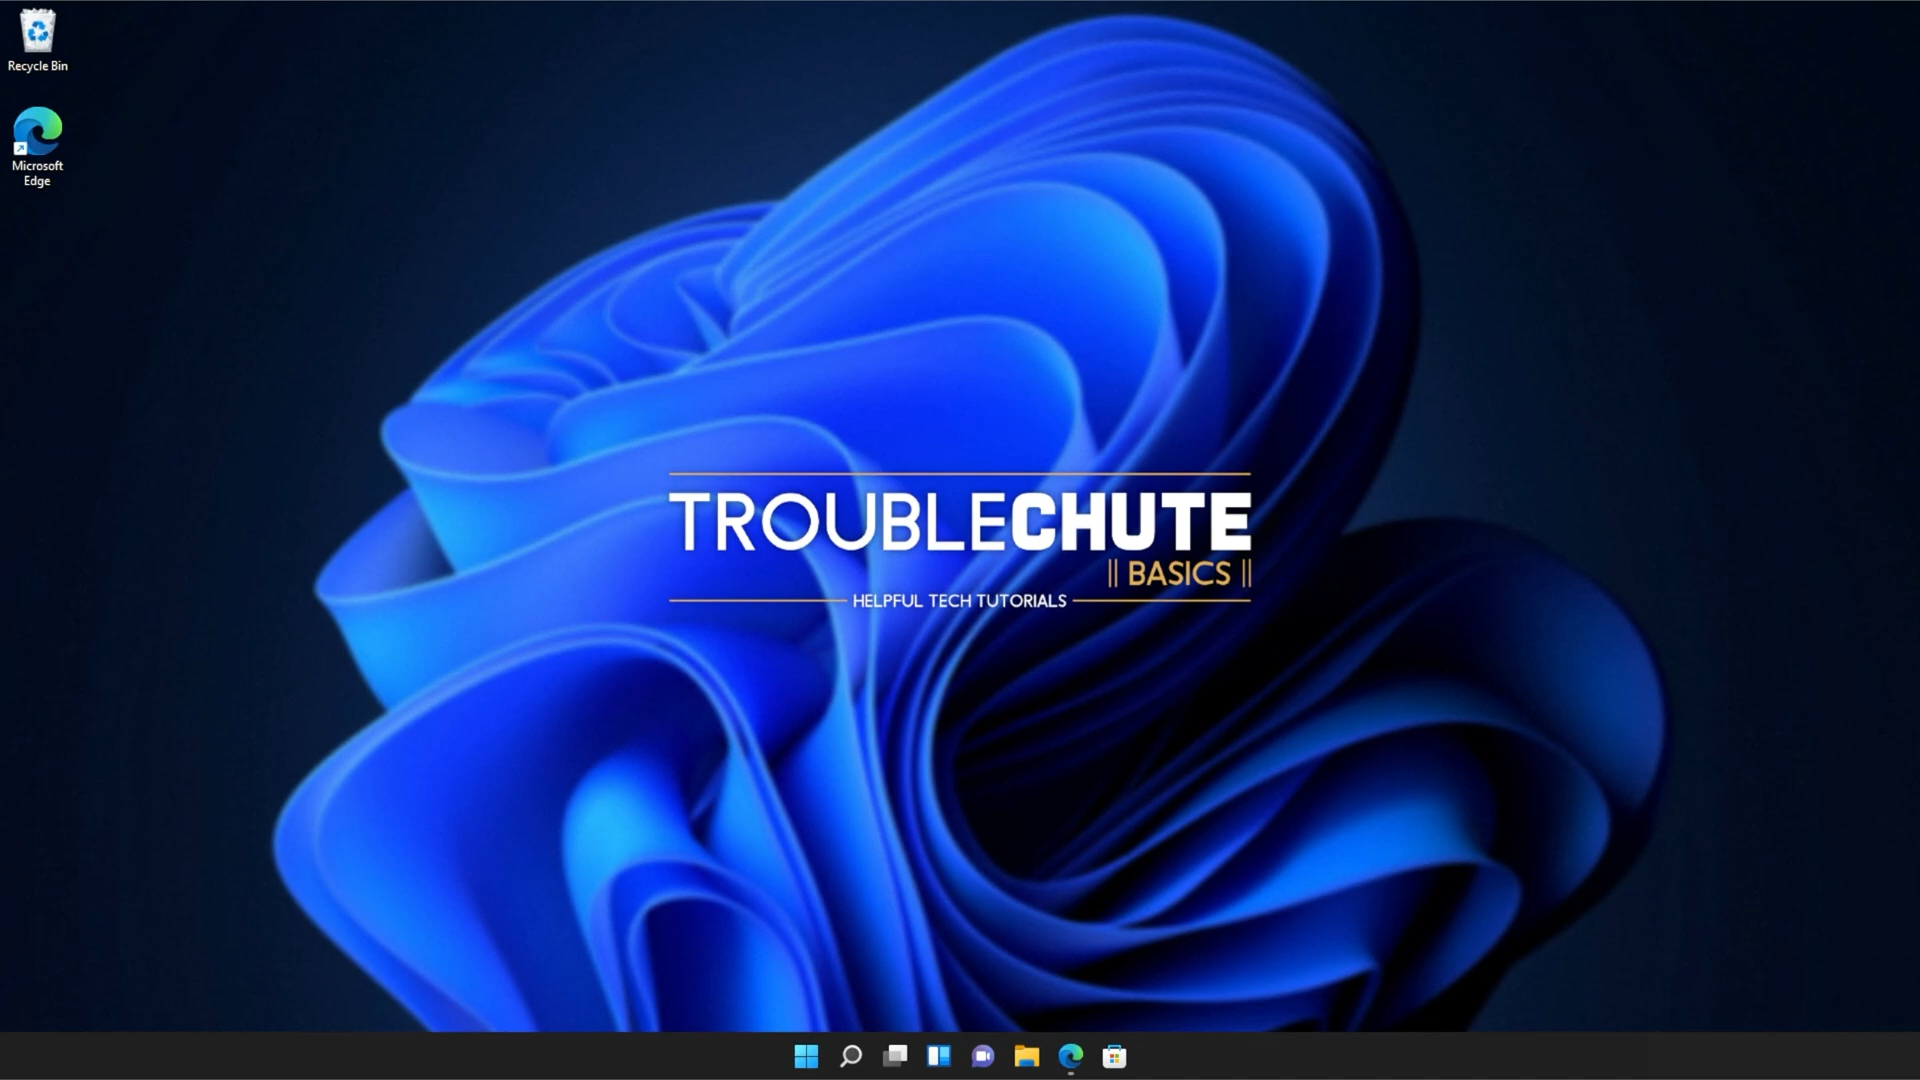 Recycle Bin
Microsoft
Edge
TROUBLECHUTE
|| BASICS ||
HELPFUL TECH TUTORIALS